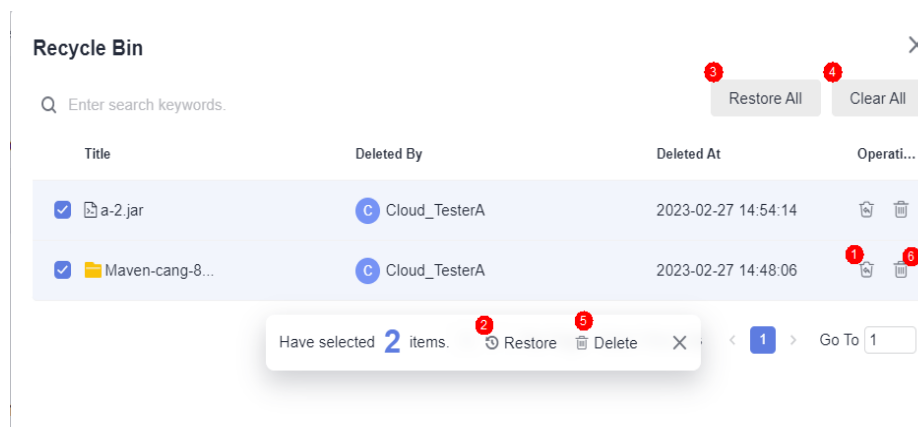 Recycle Bin
3 4
Enter search keywords. Restore All Clear All
Title Deleted By Deleted At Operati...
a-2.jar C Cloud_TesterA 2023-02-27 14:54:14
1 6
Maven-cang-8... C Cloud_TesterA 2023-02-27 14:48:06
2 5
Have selected 2 items. Restore Delete < 1 > Go To 1